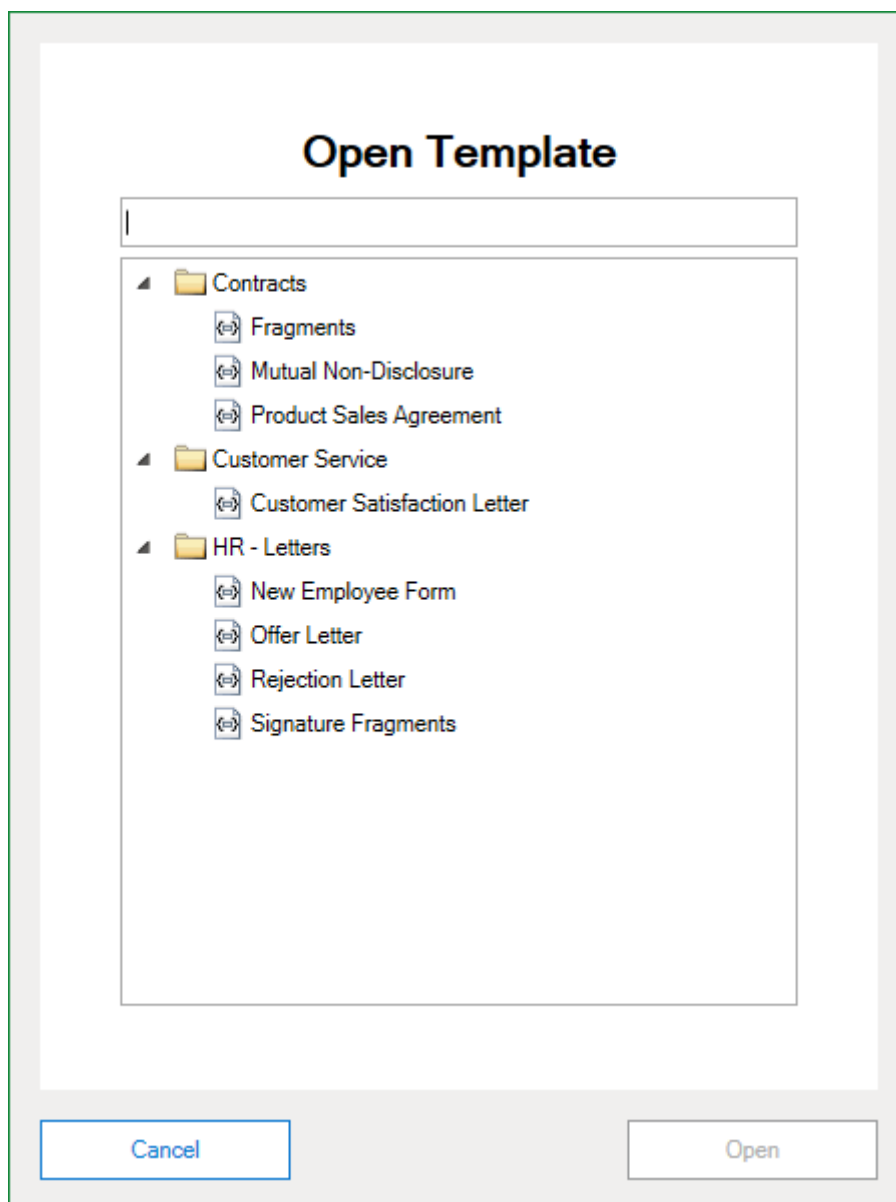 Open Template
Contracts
Fragments
Mutual Non-Disclosure
Product Sales Agreement
Customer Service
Customer Satisfaction Letter
HR - Letters
New Employee Form
Offer Letter
Rejection Letter
Signature Fragments
Cancel
Open